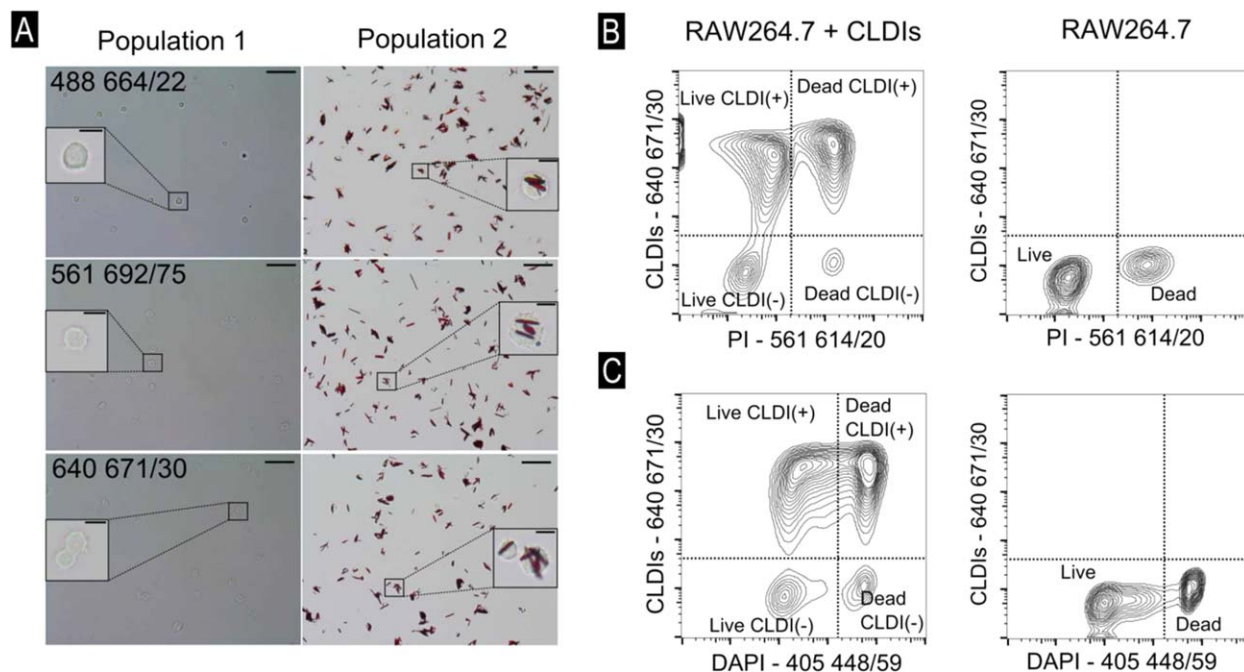 A
Population 1
Population 2
488 664/22
561 692/75
640 671/30
B
RAW264.7 + CLDIs
RAW264.7
CLDIs - 640 671/30
Live CLDI(+)
Dead CLDI(+)
Live CLDI(-)
Dead CLDI(-)
PI - 561 614/20
CLDIs - 640 671/30
Live
Dead
PI - 561 614/20
C
CLDIs - 640 671/30
Live CLDI(+)
Dead
CLDI(+)
Live CLDI(-)
Dead
CLDI(-)
DAPI - 405 448/59
CLDIs - 640 671/30
Live
Dead
DAPI - 405 448/59